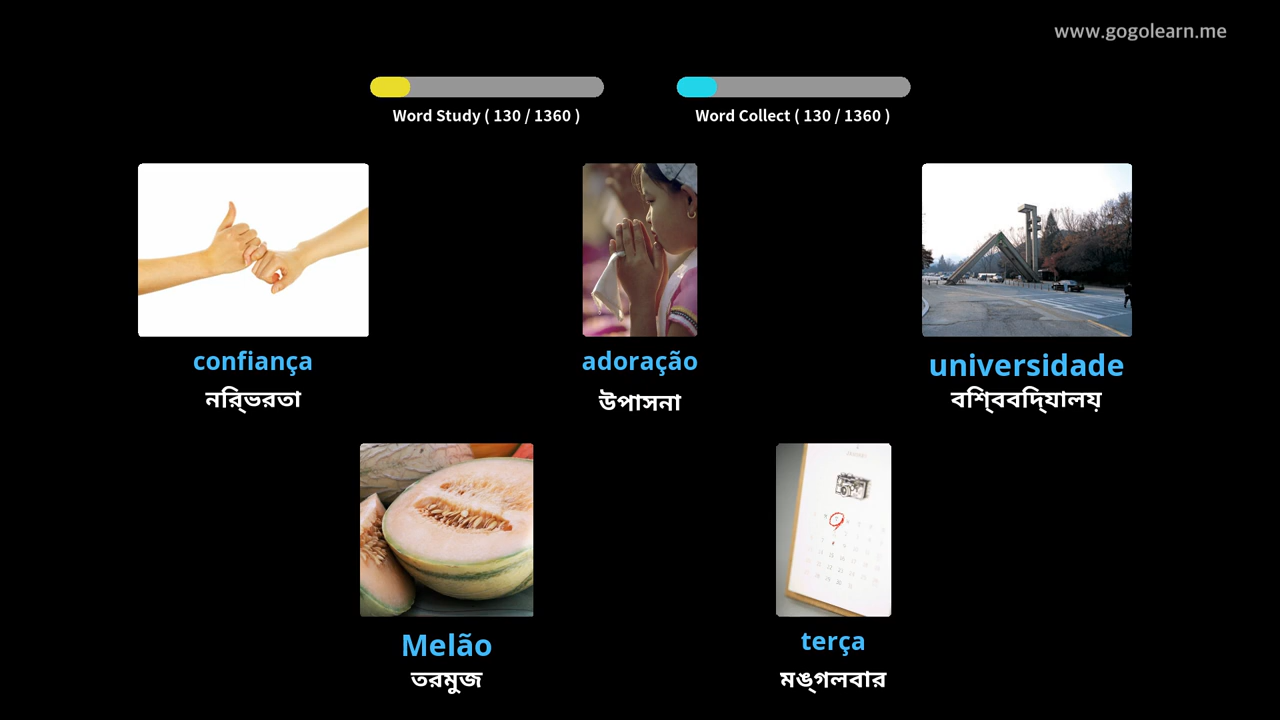 www.gogolearn.me
Word Study ( 130 / 1360 )
Word Collect ( 130 / 1360 )
confiança
নির্ভরতা
adoração
উপাসনা
universidade
বিশ্ববিদ্যালয়
Melão
তরমুজ
terça
মঙ্গলবার